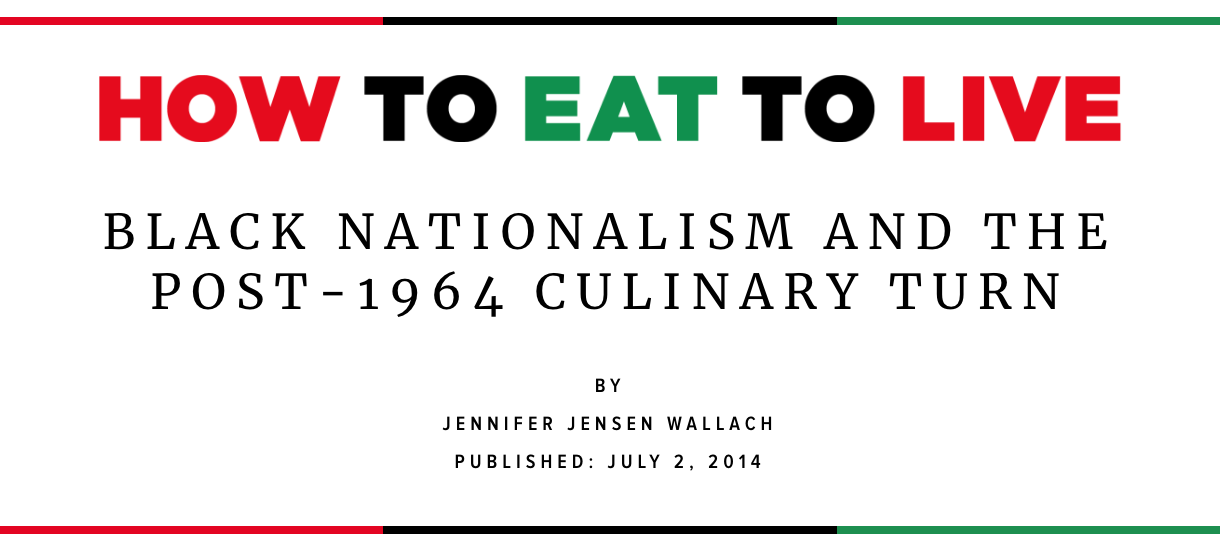 HOW TO EAT TO LIVE
BLACK NATIONALISM AND THE
POST-1964 CULINARY TURN
BY
JENNIFER JENSEN WALLACH
PUBLISHED: JULY 2, 2014